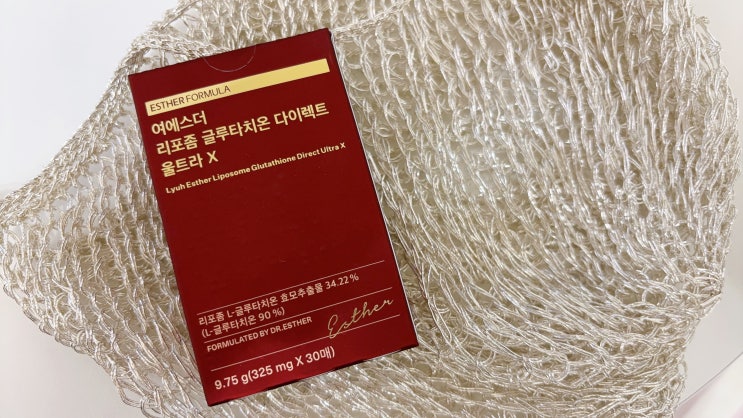 ESTHER FORMULA
여에스더
리포좀 글루타치온 다이렉트
울트라 X
Lyuh Esther Liposome Glutathione Direct Ultra X
리포좀 L-글루타치온 효모추출물 34.22 %
(L-글루타치온 90 %)
FORMULATED BY DR.ESTHER
Esther
9.75 g(325 mg X 30매)